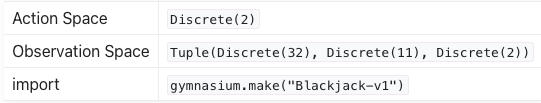 Action Space Discrete(2)
Observation Space Tuple(Discrete(32), Discrete(11), Discrete(2))
import gymnasium.make("Blackjack-v1")